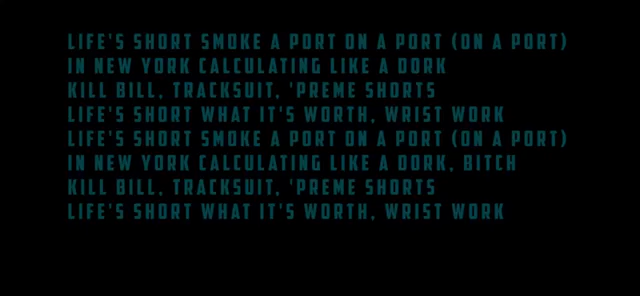 LIFE'S SHORT SMOKE A PORT ON A PORT (ON A PORT)
IN NEW YORK CALCULATING LIKE A DORK
KILL BILL, TRACKSUIT, 'PREME SHORTS
LIFE'S SHORT WHAT IT'S WORTH, WRIST WORK
LIFE'S SHORT SMOKE A PORT ON A PORT (ON A PORT)
IN NEW YORK CALCULATING LIKE A DORK, BITCH
KILL BILL, TRACKSUIT, 'PREME SHORTS
LIFE'S SHORT WHAT IT'S WORTH, WRIST WORK